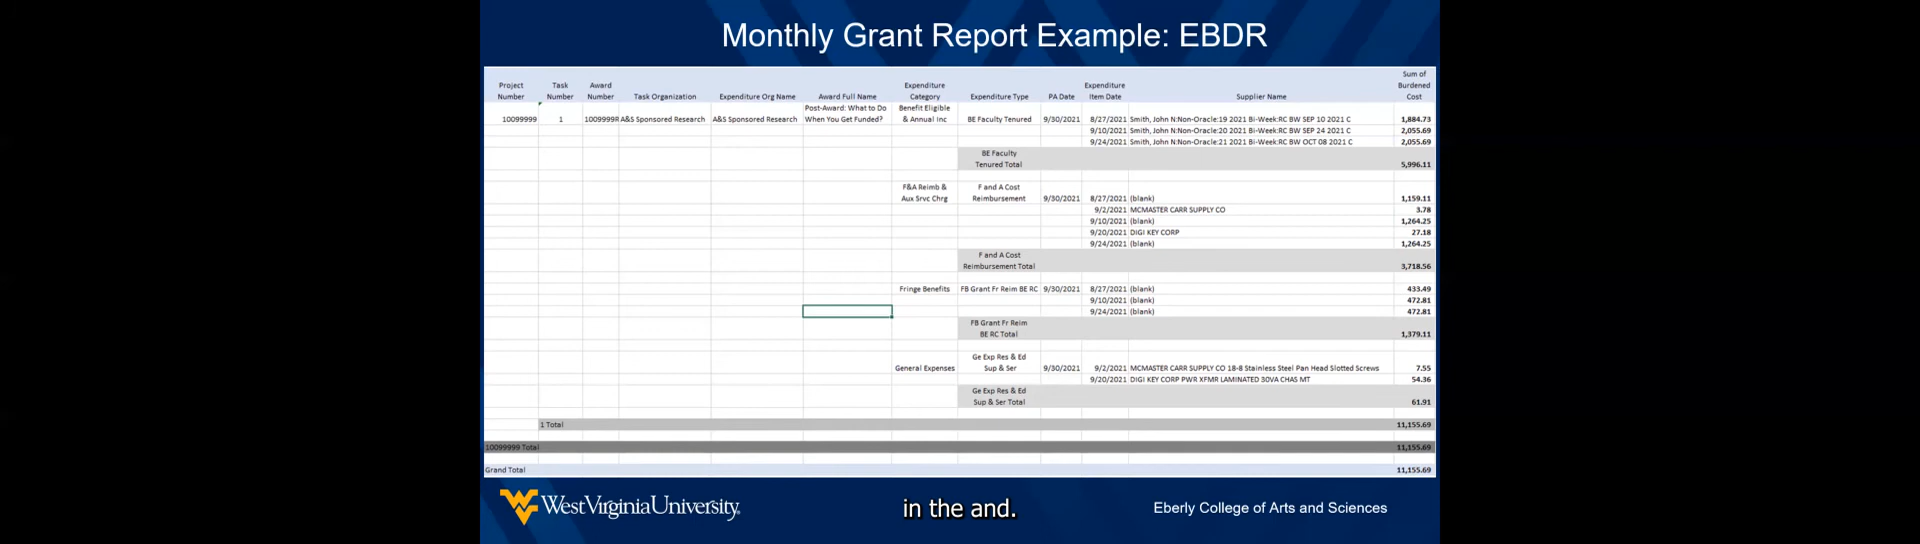 Monthly Grant Report Example: EBDR
Project Number Task Number Award Number Task Organization Expenditure Org Name Award Full Name Expenditure Category Expenditure Type PA Date Expenditure Item Date Supplier Name Sum of Burdened Cost
10099999 1 1009999R A&S Sponsored Research A&S Sponsored Research Post-Award: What to Do When You Get Funded? Benefit Eligible & Annual Inc BE Faculty Tenured 9/30/2021 8/27/2021 Smith, John N:Non-Oracle:19 2021 Bi-Week:RC BW SEP 10 2021 C 1,884.73
9/10/2021 Smith, John N:Non-Oracle:20 2021 Bi-Week:RC BW SEP 24 2021 C 2,055.69
9/24/2021 Smith, John N:Non-Oracle:21 2021 Bi-Week:RC BW OCT 08 2021 C 2,055.69
BE Faculty Tenured Total 5,996.11
F&A Reimb & Aux Srvc Chrg F and A Cost Reimbursement 9/30/2021 8/27/2021 (blank) 1,159.11
9/2/2021 MCMASTER CARR SUPPLY CO 3.78
9/10/2021 (blank) 1,264.25
9/20/2021 DIGI KEY CORP 27.18
9/24/2021 (blank) 1,264.25
F and A Cost Reimbursement Total 3,718.56
Fringe Benefits FB Grant Fr Reim BE RC 9/30/2021 8/27/2021 (blank) 433.49
9/10/2021 (blank) 472.81
9/24/2021 (blank) 472.81
FB Grant Fr Reim BE RC Total 1,379.11
General Expenses Ge Exp Res & Ed Sup & Ser 9/30/2021 9/2/2021 MCMASTER CARR SUPPLY CO 18-8 Stainless Steel Pan Head Slotted Screws 7.55
9/20/2021 DIGI KEY CORP PWR XFMR LAMINATED 30VA CHAS MT 54.36
Ge Exp Res & Ed Sup & Ser Total 61.91
1 Total 11,155.69
10099999 Total 11,155.69
Grand Total 11,155.69
WestVirginiaUniversity.
in the and.
Eberly College of Arts and Sciences